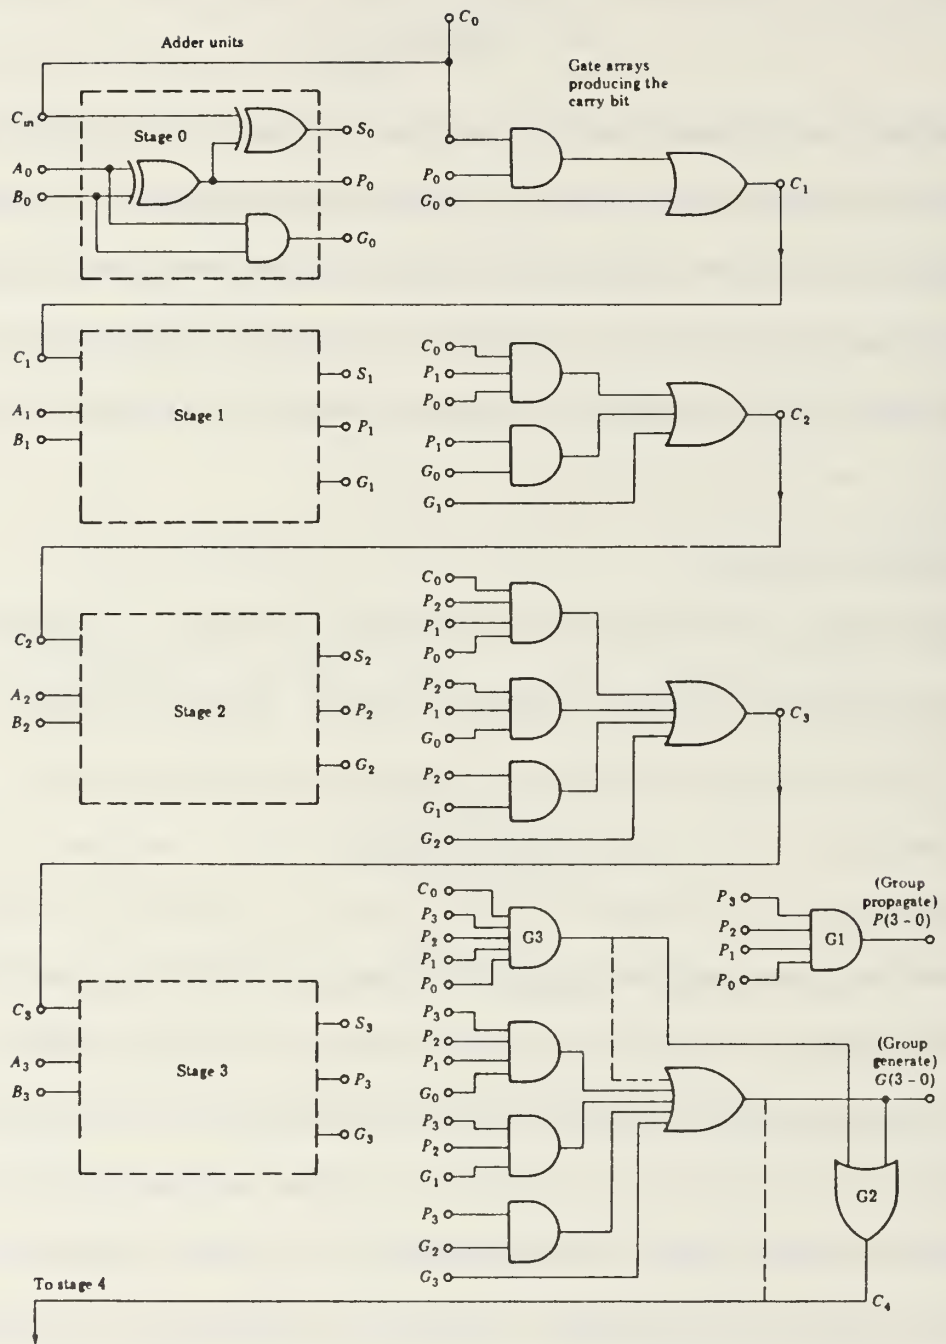 C₀
Adder units
Gate arrays
producing the
carry bit
Cᵢₙ
Stage 0
S₀
A₀
P₀
B₀
G₀
P₀
G₀
C₁
C₁
A₁
B₁
Stage 1
S₁
P₁
G₁
C₀
P₁
P₀
P₁
G₀
G₁
C₂
C₂
A₂
B₂
Stage 2
S₂
P₂
G₂
C₀
P₂
P₁
P₀
P₂
P₁
G₀
P₂
G₁
G₂
C₃
C₃
A₃
B₃
Stage 3
S₃
P₃
G₃
C₀
P₃
P₂
P₁
P₀
G3
P₃
P₂
P₁
G₀
P₃
P₂
G₁
P₃
G₂
G₃
P₃
P₂
P₁
P₀
G1
(Group
propagate)
P(3 - 0)
(Group
generate)
G(3 - 0)
G2
C₄
To stage 4